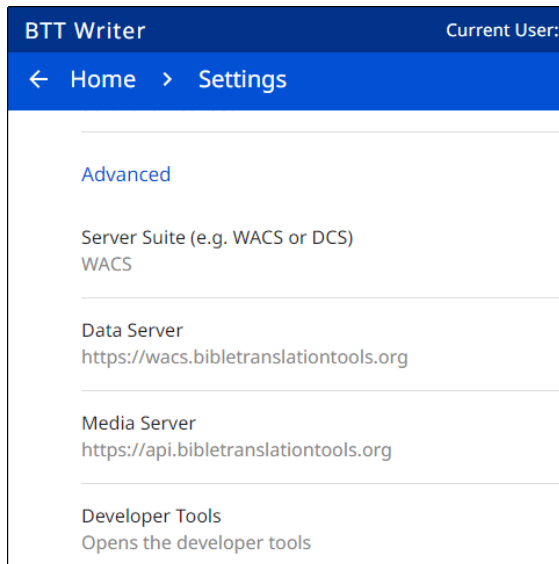 BTT Writer
Current User:
← Home > Settings
Advanced
Server Suite (e.g. WACS or DCS)
WACS
Data Server
https://wacs.bibletranslationtools.org
Media Server
https://api.bibletranslationtools.org
Developer Tools
Opens the developer tools